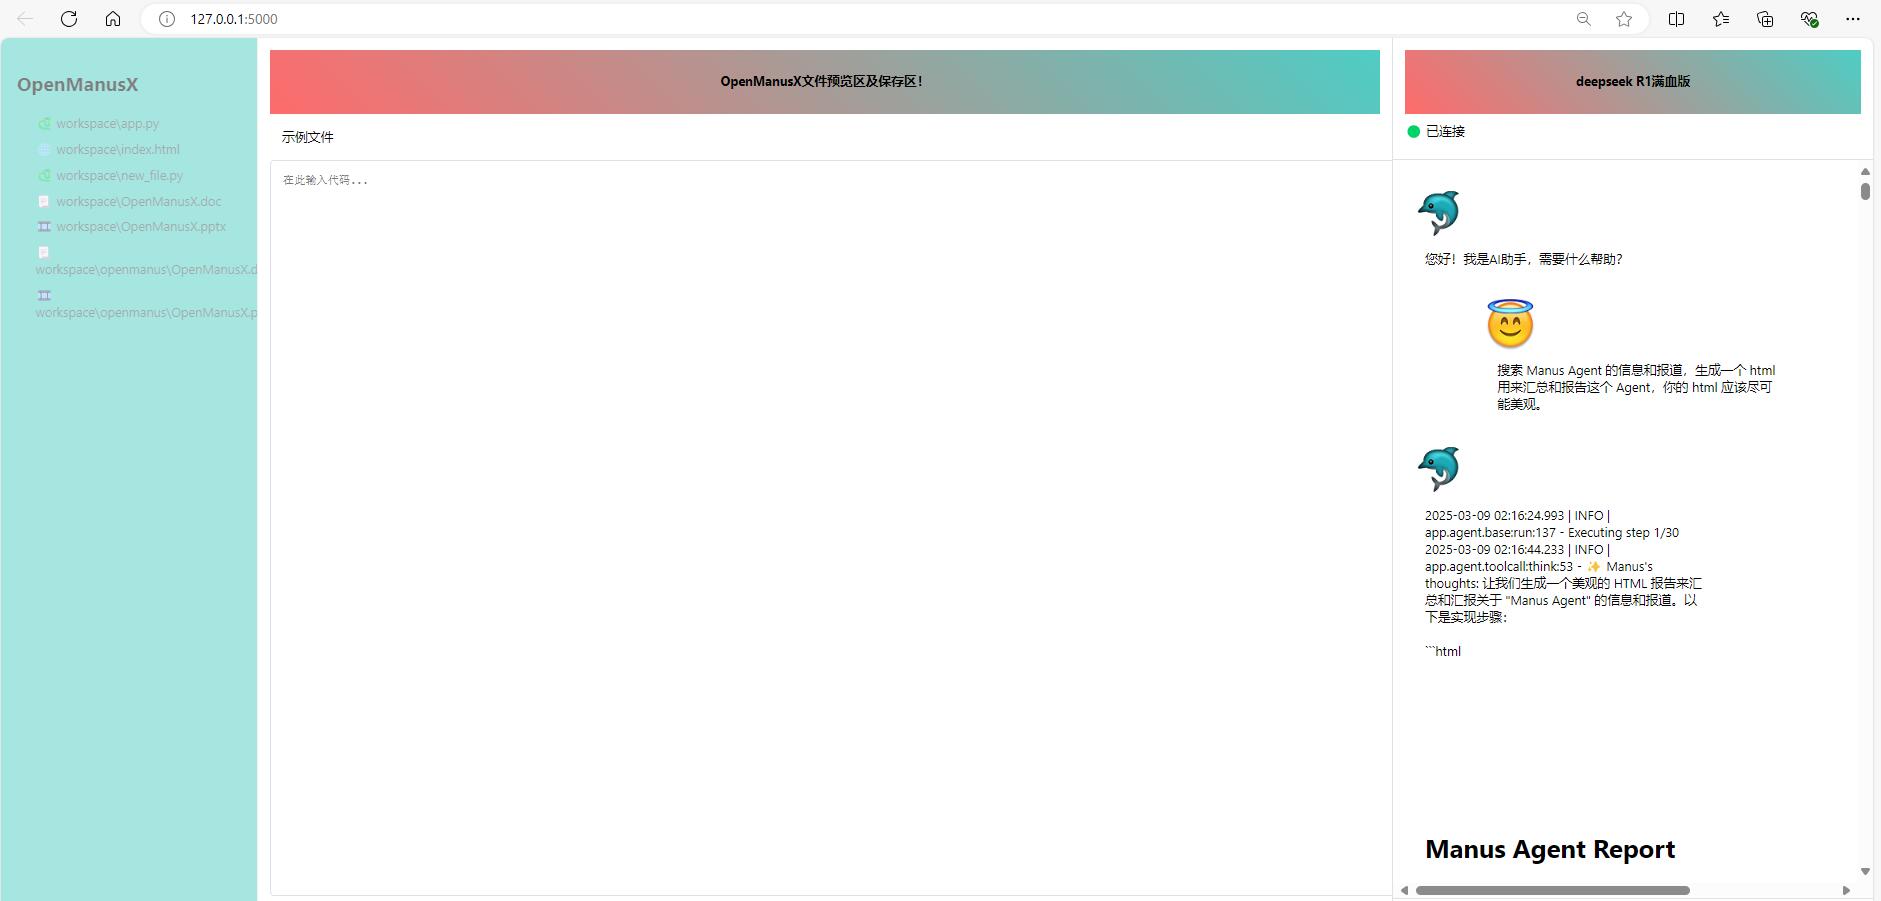 127.0.0.1:5000
OpenManusX
workspace\app.py
workspace\index.html
workspace\new_file.py
workspace\OpenManusX.doc
workspace\OpenManusX.pptx
workspace\openmanus\OpenManusX.d
workspace\openmanus\OpenManusX.p
OpenManusX文件预览区及保存区!
示例文件
在此输入代码...
deepseek R1满血版
已连接
您好！我是AI助手，需要什么帮助？
搜索 Manus Agent 的信息和报道，生成一个 html
用来汇总和报告这个 Agent，你的 html 应该尽可
能美观。
2025-03-09 02:16:24.993 | INFO |
app.agent.base:run:137 - Executing step 1/30
2025-03-09 02:16:44.233 | INFO |
app.agent.toolcall:think:53 - ✨ Manus's
thoughts: 让我们生成一个美观的 HTML 报告来汇
总和汇报关于 "Manus Agent" 的信息和报道。以
下是实现步骤：
```html
Manus Agent Report